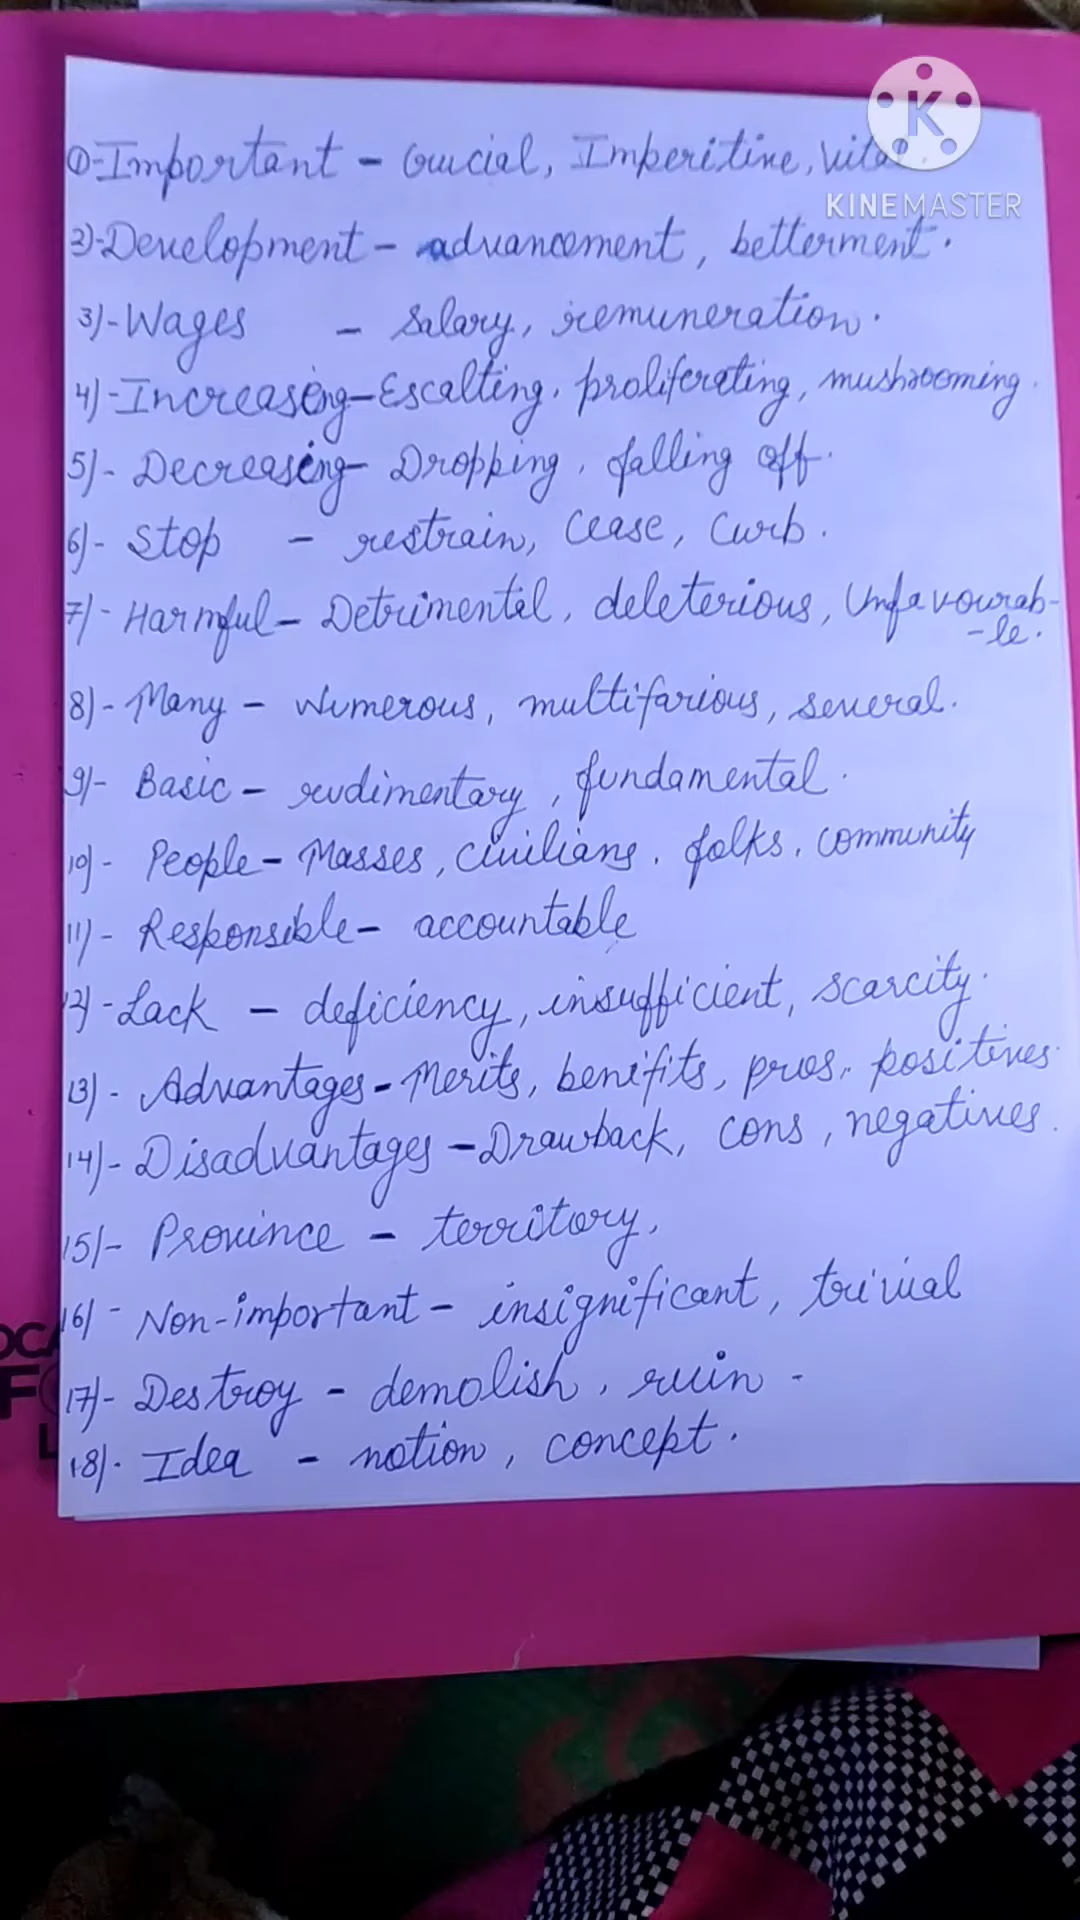 1)-Important - Crucial, Imperitive, vital.
KINEMASTER
2)-Development - advancement, betterment.
3)-Wages - salary, remuneration.
4)-Increasing-Escalting, proliferating, mushrooming.
5)- Decreasing- Dropping, falling off.
6)- Stop - restrain, Cease, Curb.
7)- Harmful- Detrimental, deleterious, Unfavourab-
-le.
8)- Many - Numerous, multifarious, several.
9)- Basic - rudimentary, fundamental.
10)- People- Masses, civilians, folks, community
11)- Responsible- accountable
12)-Lack - deficiency, insufficient, scarcity.
13)- Advantages-Merits, benefits, pros, positives.
14)- Disadvantages -Drawback, cons, negatives.
15)- Province - territory,
16)- Non-important- insignificant, trivial
17)- Destroy - demolish, ruin -
18)- Idea - notion, concept.